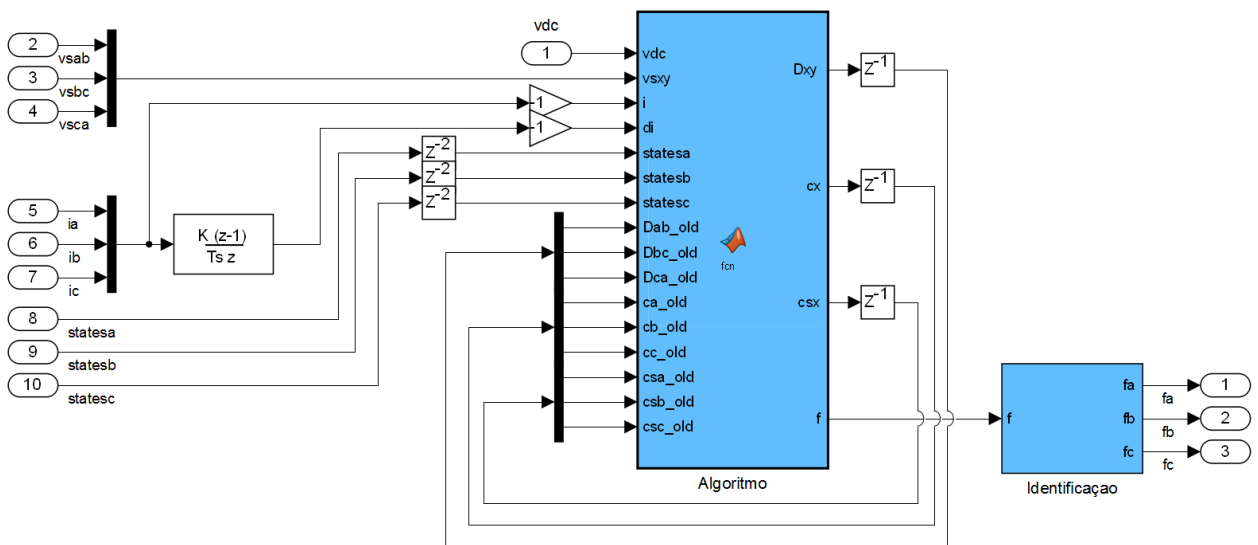 2
vsab
3
vsbc
4
vsca
5
ia
6
ib
7
ic
8
statesa
9
statesb
10
statesc
K (z-1)
Ts z
vdc
1
-1
-1
Z-2
Z-2
Z-2
vdc
vsxy
i
di
statesa
statesb
statesc
Dab_old
Dbc_old
Dca_old
ca_old
cb_old
cc_old
csa_old
csb_old
csc_old
fcn
Dxy
cx
csx
f
Algoritmo
Z-1
Z-1
Z-1
f
fa
fb
fc
Identificaçao
1
fa
2
fb
3
fc